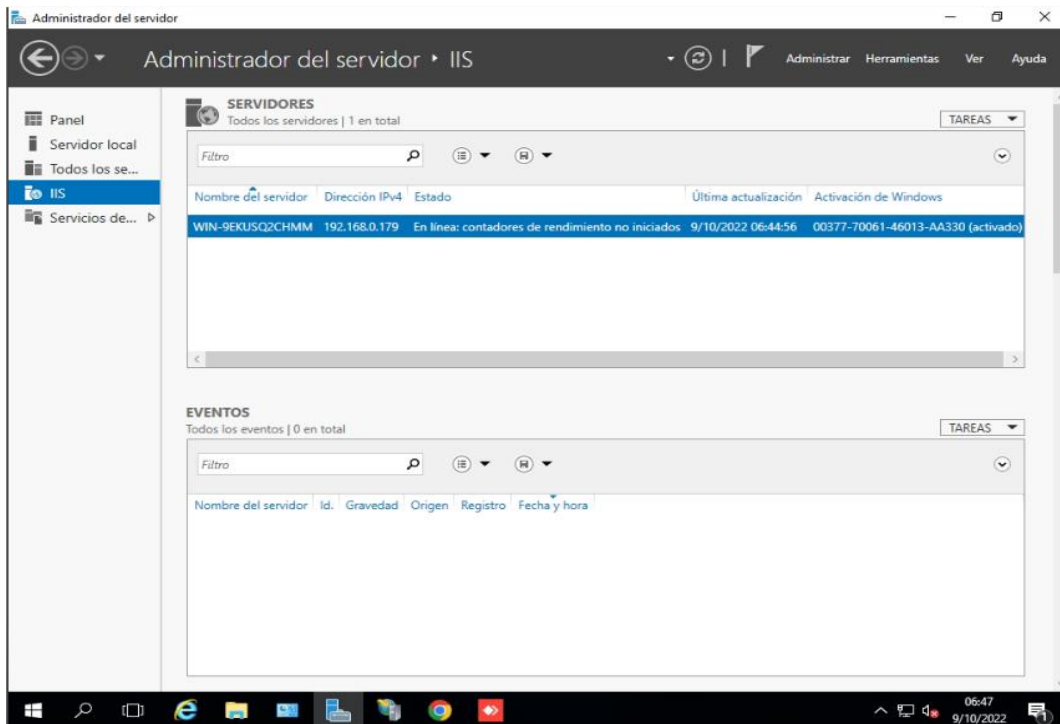 Administrador del servidor
Administrador del servidor ‣ IIS
Administrar Herramientas Ver Ayuda
Panel
Servidor local
Todos los se...
IIS
Servicios de...
SERVIDORES
Todos los servidores | 1 en total
TAREAS
Filtro
Nombre del servidor Dirección IPv4 Estado Última actualización Activación de Windows
WIN-9EKUSQ2CHMM 192.168.0.179 En línea: contadores de rendimiento no iniciados 9/10/2022 06:44:56 00377-70061-46013-AA330 (activado)
EVENTOS
Todos los eventos | 0 en total
TAREAS
Filtro
Nombre del servidor Id. Gravedad Origen Registro Fecha y hora
06:47
9/10/2022